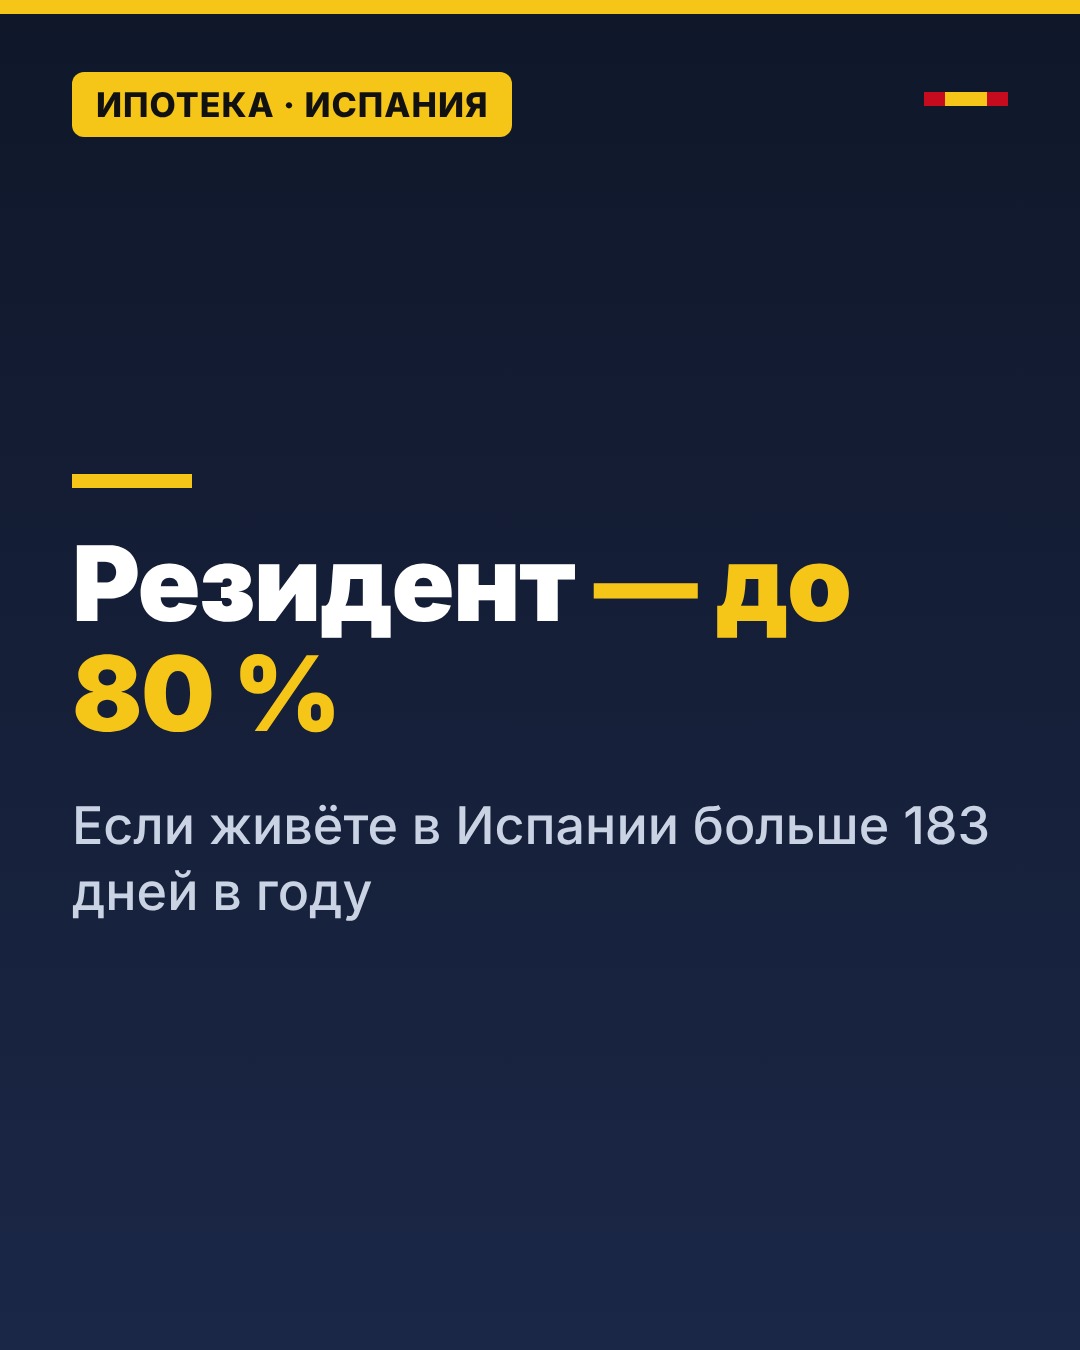 ИПОТЕКА · ИСПАНИЯ
Резидент — до
80 %
Если живёте в Испании больше 183
дней в году